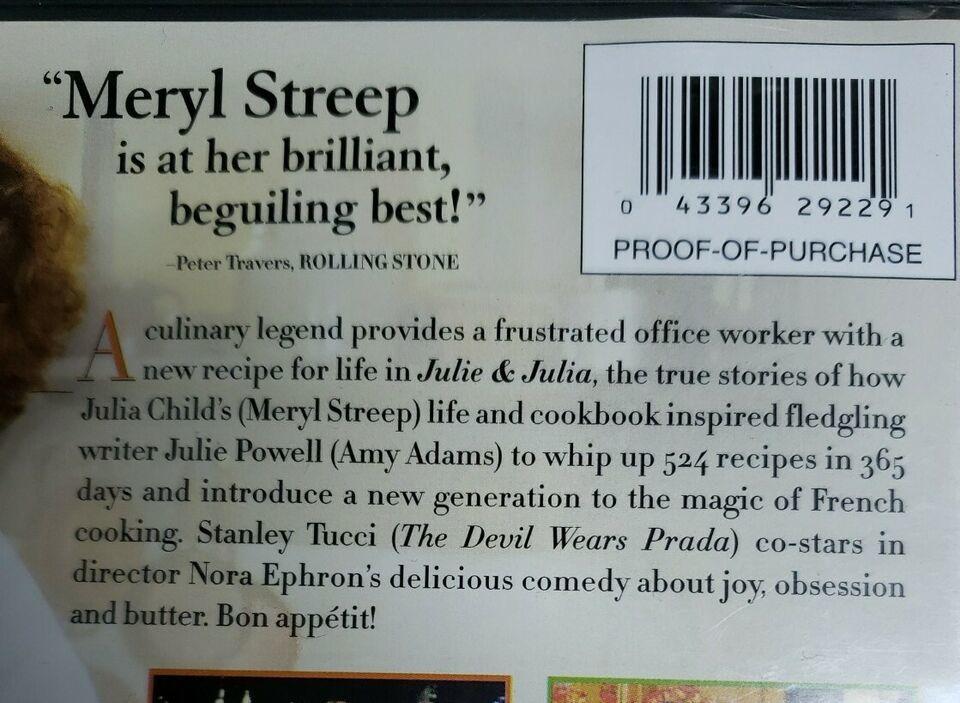 “Meryl Streep
is at her brilliant,
beguiling best!”
–Peter Travers, ROLLING STONE
0 43396 29229 1
PROOF-OF-PURCHASE
A culinary legend provides a frustrated office worker with a
new recipe for life in Julie & Julia, the true stories of how
Julia Child’s (Meryl Streep) life and cookbook inspired fledgling
writer Julie Powell (Amy Adams) to whip up 524 recipes in 365
days and introduce a new generation to the magic of French
cooking. Stanley Tucci (The Devil Wears Prada) co-stars in
director Nora Ephron’s delicious comedy about joy, obsession
and butter. Bon appétit!